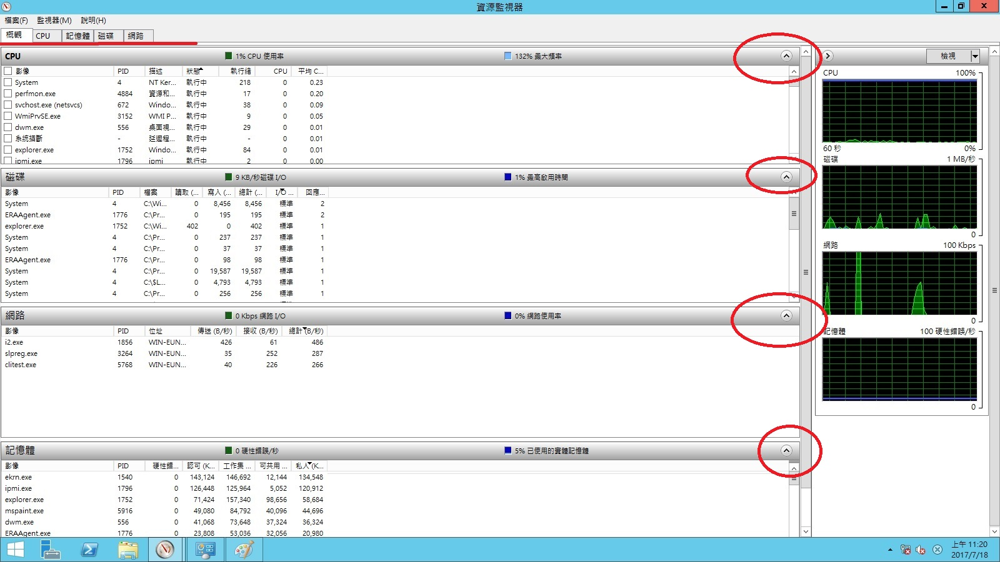 資源監視器
檔案(F) 監視器(M) 說明(H)
概觀 CPU 記憶體 磁碟 網路
CPU 1% CPU 使用率 132% 最大頻率
影像 PID 描述 狀態 執行緒 CPU 平均 C...
System 4 NT Ker... 執行中 218 0 0.23
perfmon.exe 4884 資源和... 執行中 17 0 0.20
svchost.exe (netsvcs) 672 Windo... 執行中 38 0 0.09
WmiPrvSE.exe 3152 WMI P... 執行中 9 0 0.05
dwm.exe 556 桌面視... 執行中 29 0 0.01
系統插斷 - 延遲程... 執行中 - 0 0.01
explorer.exe 1752 Windo... 執行中 84 0 0.01
ipmi.exe 1796 ipmi 執行中 2 0 0.00
磁碟 9 KB/秒磁碟 I/O 1% 最高啟用時間
影像 PID 檔案 讀取 (... 寫入 (... 總計 (... I/O ... 回應...
System 4 C:\Wi... 0 8,456 8,456 標準 2
ERAAgent.exe 1776 C:\Pr... 0 195 195 標準 2
explorer.exe 1752 C:\Wi... 402 0 402 標準 1
System 4 C:\Pr... 0 237 237 標準 1
System 4 C:\Pr... 0 37 37 標準 1
ERAAgent.exe 1776 C:\Pr... 0 98 98 標準 1
System 4 C:\Pr... 0 19,587 19,587 標準 1
System 4 C:\$L... 0 4,793 4,793 標準 1
System 4 C:\Pr... 0 256 256 標準 1
網路 0 Kbps 網路 I/O 0% 網路使用率
影像 PID 位址 傳送 (B/秒) 接收 (B/秒) 總計 (B/秒)
i2.exe 1856 WIN-EUN... 426 61 486
slpreg.exe 3264 WIN-EUN... 35 252 287
clitest.exe 5768 WIN-EUN... 40 226 266
記憶體 0 硬性錯誤/秒 5% 已使用的實體記憶體
影像 PID 硬性錯... 認可 (K... 工作集 ... 可共用 ... 私人 (K...
ekrn.exe 1540 0 143,124 146,692 12,144 134,548
ipmi.exe 1796 0 126,448 125,964 5,052 120,912
explorer.exe 1752 0 71,424 157,340 98,656 58,684
mspaint.exe 5916 0 49,080 84,792 40,096 44,696
dwm.exe 556 0 41,068 73,648 37,324 36,324
ERAAgent.exe 1776 0 23,808 53,036 32,056 20,980
檢視
CPU 100%
60 秒 0%
磁碟 1 MB/秒
0
網路 100 Kbps
0
記憶體 100 硬性錯誤/秒
0
上午 11:20
2017/7/18